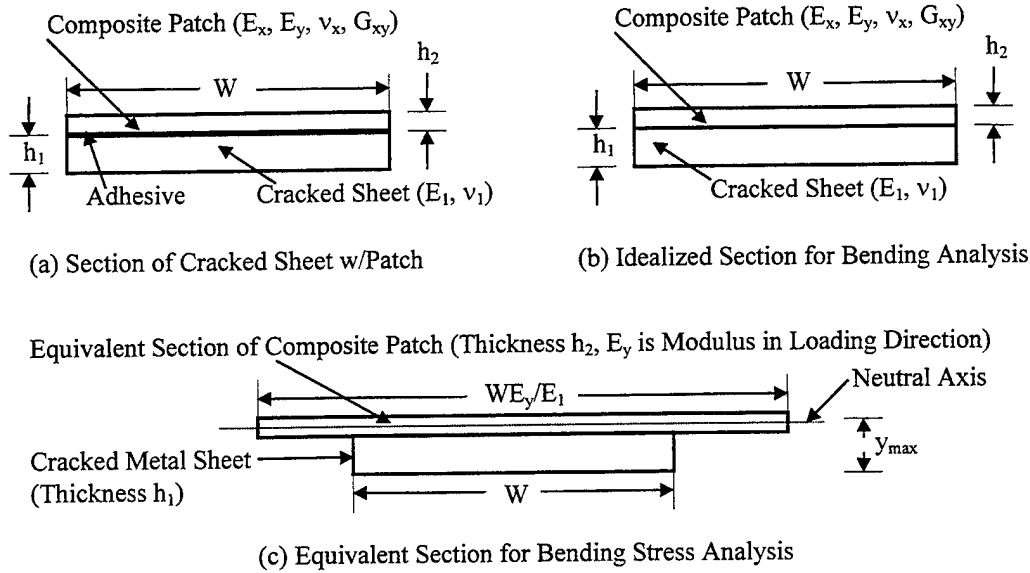 Composite Patch (Eₓ, Eᵧ, νₓ, Gₓᵧ)
W
h₂
h₁
Adhesive
Cracked Sheet (E₁, ν₁)
(a) Section of Cracked Sheet w/Patch
Composite Patch (Eₓ, Eᵧ, νₓ, Gₓᵧ)
W
h₂
h₁
Cracked Sheet (E₁, ν₁)
(b) Idealized Section for Bending Analysis
Equivalent Section of Composite Patch (Thickness h₂, Eᵧ is Modulus in Loading Direction)
Neutral Axis
WEᵧ/E₁
yₘₐₓ
Cracked Metal Sheet
(Thickness h₁)
W
(c) Equivalent Section for Bending Stress Analysis